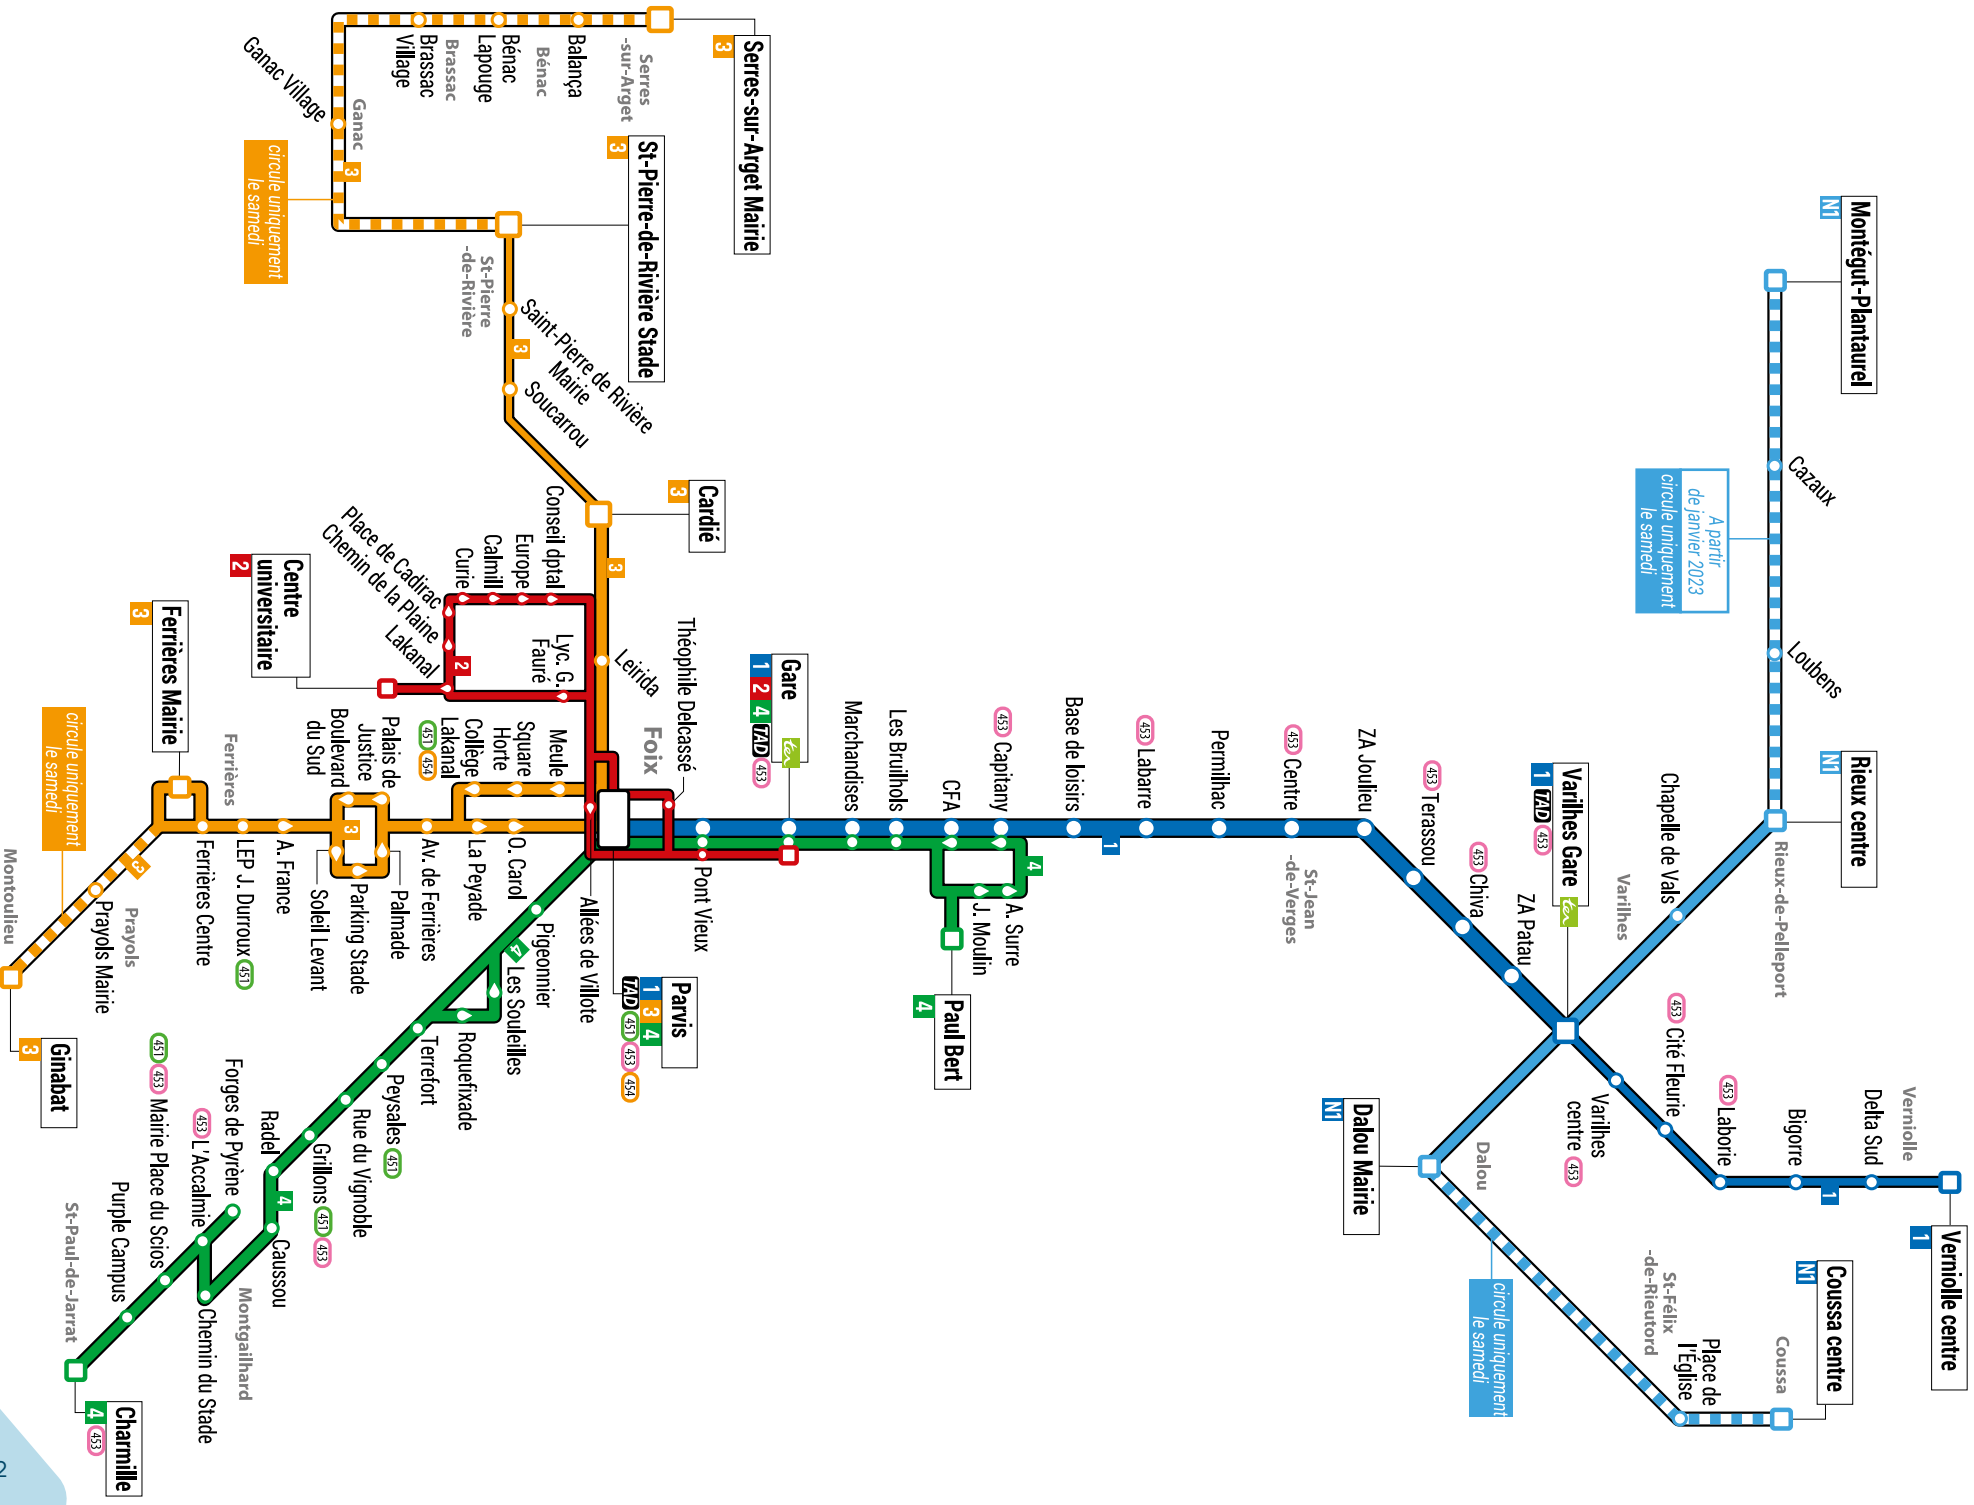 Serres-sur-Arget Mairie
3
Serres
-sur-Arget
Balança
Bénac
Bénac
Lapouge
Brassac
Brassac
Village
Ganac
Ganac Village
3
circule uniquement
le samedi
St-Pierre-de-Rivière Stade
3
St-Pierre
-de-Rivière
Saint-Pierre de Rivière
Mairie
3
Soucarrou
Cardié
3
3
Leirida
Conseil dptal
Europe
Calmill
Curie
Place de Cadirac
Chemin de la Plaine
Lakanal
2
Lyc. G.
Fauré
Centre
universitaire
2
Théophile Delcassé
Foix
Gare
ter
1 2 4 TAD 453
Meule
Square
Horte
Collège
Lakanal
451 454
Palais de
Justice
Boulevard
du Sud
3
O. Carol
La Peyade
Av. de Ferrières
Palmade
Parking Stade
Soleil Levant
A. France
LEP J. Durroux 451
Ferrières Centre
Ferrières
Ferrières Mairie
3
circule uniquement
le samedi
3
Prayols Mairie
Prayols
Montoulieu
Ginabat
3
Parvis
1 3 4
TAD 451 453 454
Pont Vieux
Allées de Villote
Pigeonnier
4
Les Souleilles
Roquefixade
Terrefort
Peysales 451
Rue du Vignoble
Grillons 451 453
Radel
4
Caussou
Chemin du Stade
Montgailhard
Forges de Pyrène
453 L'Accalmie
451 453 Mairie Place du Scios
Purple Campus
St-Paul-de-Jarrat
Charmille
4 453
Marchandises
Les Bruilhols
CFA
453 Capitany
4
A. Surre
J. Moulin
Paul Bert
4
Base de loisirs
1
453 Labarre
Permilhac
453 Centre
St-Jean
-de-Verges
ZA Joulieu
453 Terassou
453 Chiva
ZA Patau
Varilhes Gare
ter
1 TAD 453
Varilhes
Chapelle de Vals
Rieux-de-Pelleport
Rieux centre
N1
Loubens
Cazaux
A partir
de janvier 2023
circule uniquement
le samedi
Montégut-Plantaurel
N1
Varilhes
centre 453
453 Cité Fleurie
453 Laborie
Bigorre
1
Delta Sud
Verniolle
Verniolle centre
1
Dalou
Dalou Mairie
N1
circule uniquement
le samedi
St-Félix
-de-Rieutord
Place de
l'Église
Coussa
Coussa centre
N1
2